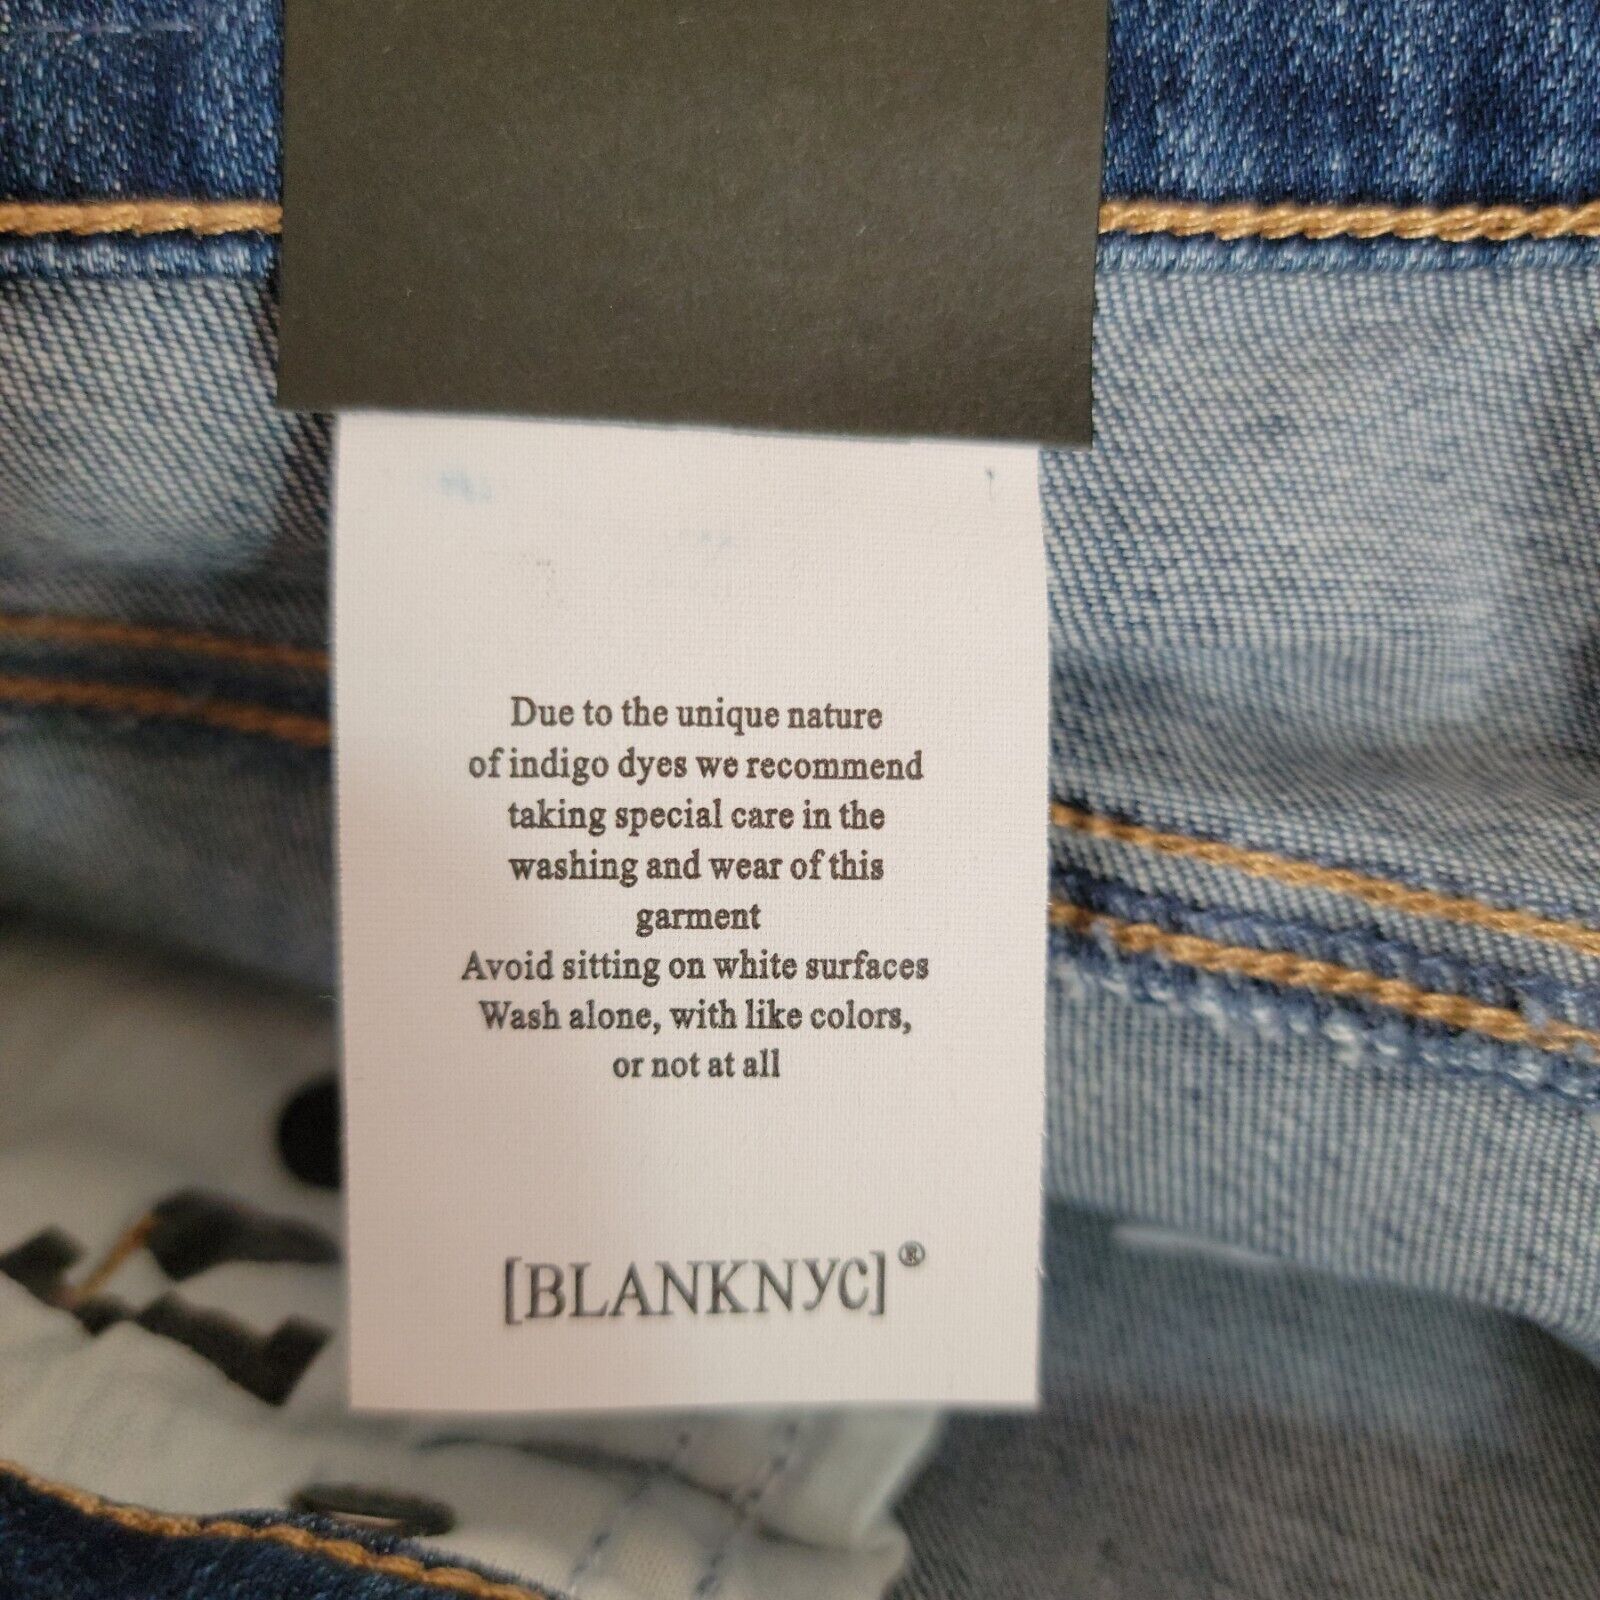 Due to the unique nature
of indigo dyes we recommend
taking special care in the
washing and wear of this
garment
Avoid sitting on white surfaces
Wash alone, with like colors,
or not at all
[BLANKNYC]®